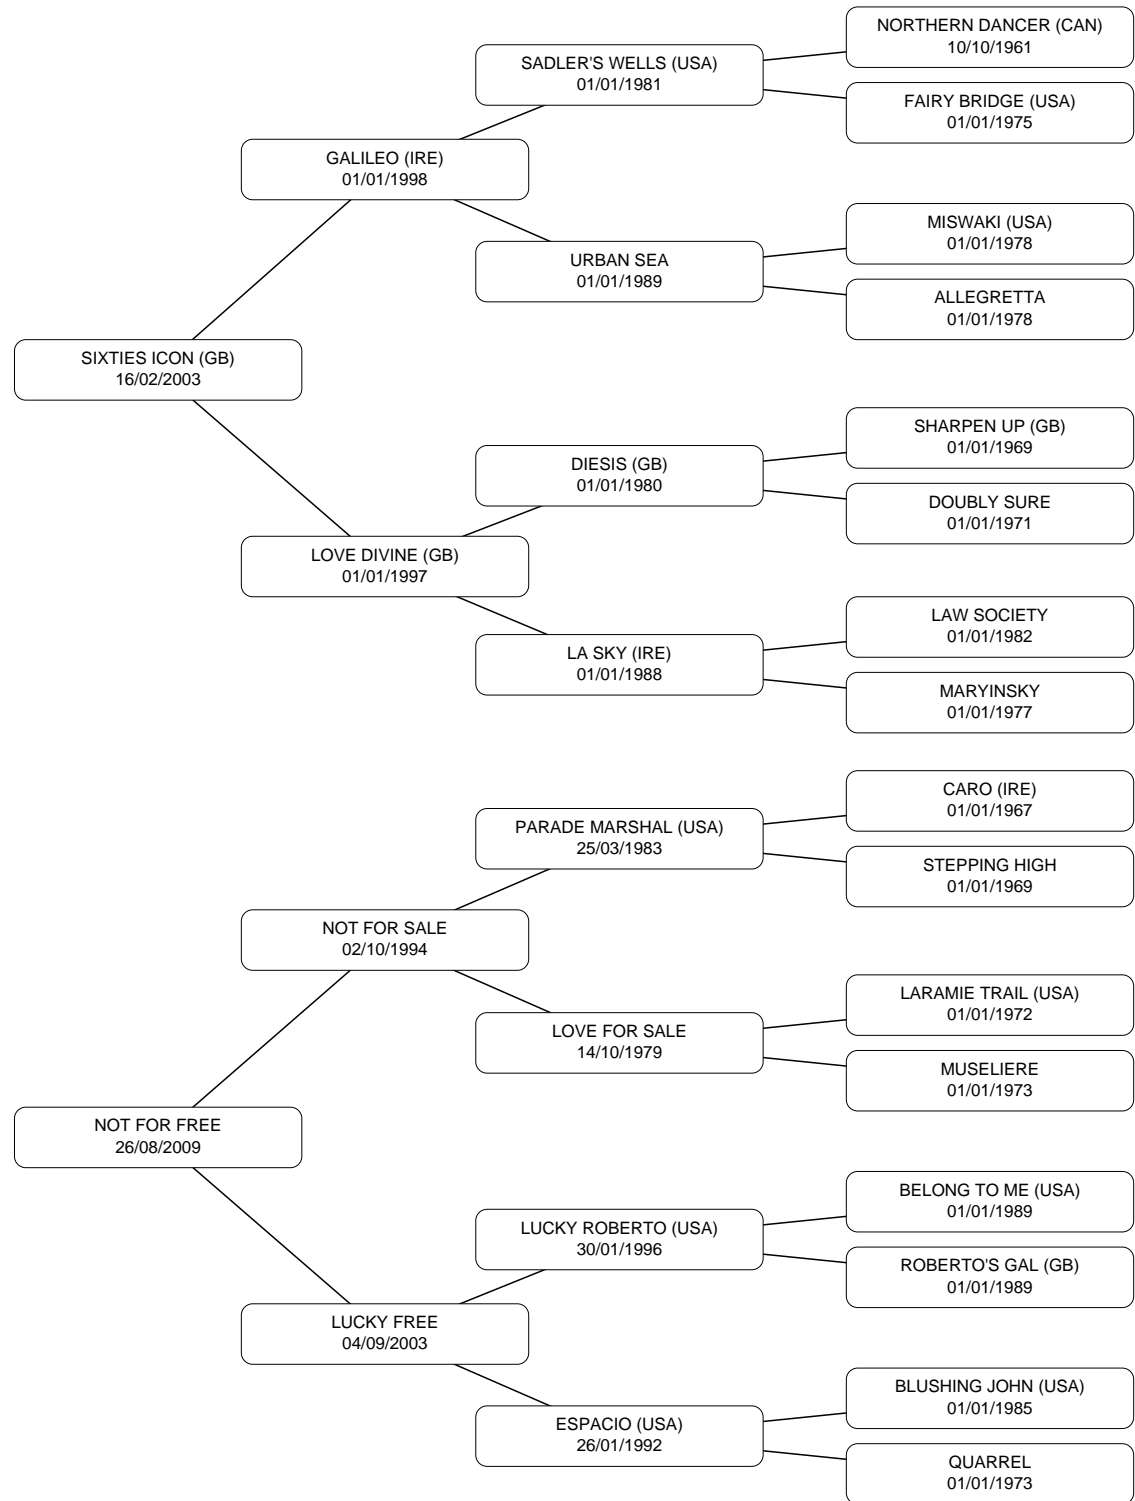 NORTHERN DANCER (CAN)
10/10/1961
SADLER'S WELLS (USA)
01/01/1981
FAIRY BRIDGE (USA)
01/01/1975
GALILEO (IRE)
01/01/1998
MISWAKI (USA)
01/01/1978
URBAN SEA
01/01/1989
ALLEGRETTA
01/01/1978
SIXTIES ICON (GB)
16/02/2003
SHARPEN UP (GB)
01/01/1969
DIESIS (GB)
01/01/1980
DOUBLY SURE
01/01/1971
LOVE DIVINE (GB)
01/01/1997
LAW SOCIETY
01/01/1982
LA SKY (IRE)
01/01/1988
MARYINSKY
01/01/1977
CARO (IRE)
01/01/1967
PARADE MARSHAL (USA)
25/03/1983
STEPPING HIGH
01/01/1969
NOT FOR SALE
02/10/1994
LARAMIE TRAIL (USA)
01/01/1972
LOVE FOR SALE
14/10/1979
MUSELIERE
01/01/1973
NOT FOR FREE
26/08/2009
BELONG TO ME (USA)
01/01/1989
LUCKY ROBERTO (USA)
30/01/1996
ROBERTO'S GAL (GB)
01/01/1989
LUCKY FREE
04/09/2003
BLUSHING JOHN (USA)
01/01/1985
ESPACIO (USA)
26/01/1992
QUARREL
01/01/1973